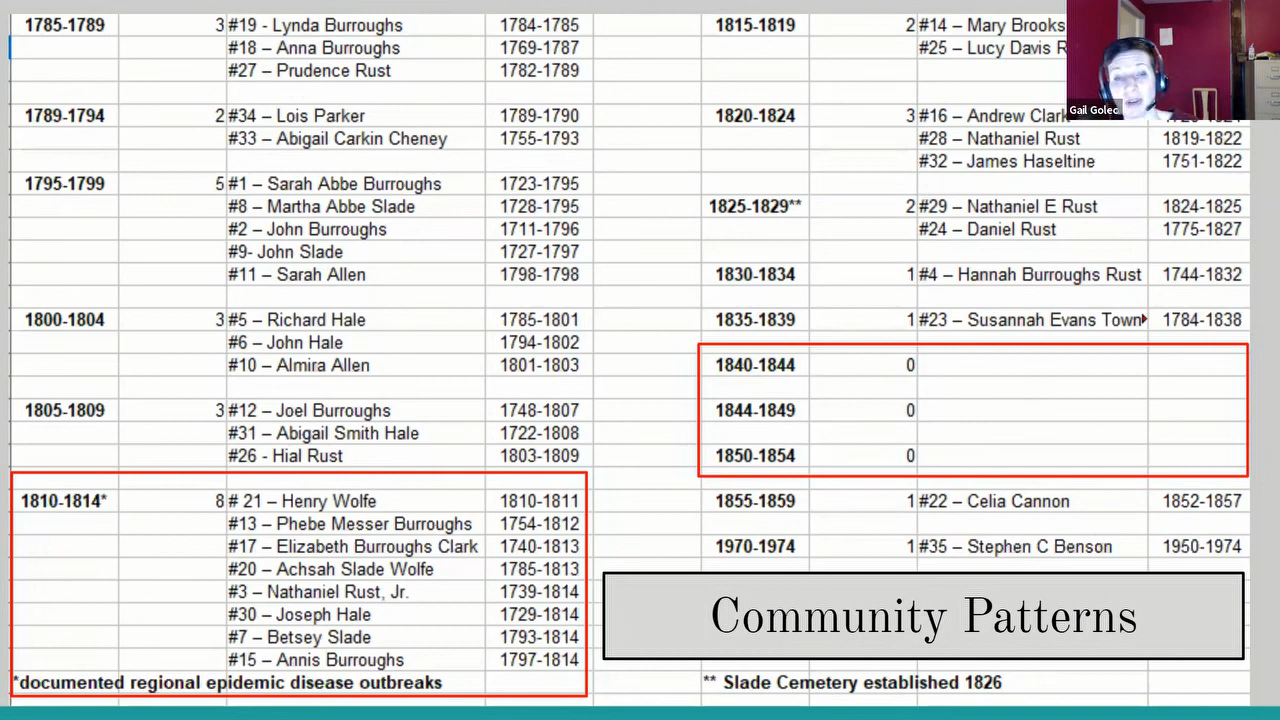 1785-1789 3 #19 - Lynda Burroughs 1784-1785
#18 – Anna Burroughs 1769-1787
#27 – Prudence Rust 1782-1789
1789-1794 2 #34 – Lois Parker 1789-1790
#33 – Abigail Carkin Cheney 1755-1793
1795-1799 5 #1 – Sarah Abbe Burroughs 1723-1795
#8 – Martha Abbe Slade 1728-1795
#2 – John Burroughs 1711-1796
#9- John Slade 1727-1797
#11 – Sarah Allen 1798-1798
1800-1804 3 #5 – Richard Hale 1785-1801
#6 – John Hale 1794-1802
#10 – Almira Allen 1801-1803
1805-1809 3 #12 – Joel Burroughs 1748-1807
#31 – Abigail Smith Hale 1722-1808
#26 - Hial Rust 1803-1809
1810-1814* 8 # 21 – Henry Wolfe 1810-1811
#13 – Phebe Messer Burroughs 1754-1812
#17 – Elizabeth Burroughs Clark 1740-1813
#20 – Achsah Slade Wolfe 1785-1813
#3 – Nathaniel Rust, Jr. 1739-1814
#30 – Joseph Hale 1729-1814
#7 – Betsey Slade 1793-1814
#15 – Annis Burroughs 1797-1814
*documented regional epidemic disease outbreaks
1815-1819 2 #14 – Mary Brooks
#25 – Lucy Davis R
1820-1824 3 #16 – Andrew Clark
#28 – Nathaniel Rust 1819-1822
#32 – James Haseltine 1751-1822
1825-1829** 2 #29 – Nathaniel E Rust 1824-1825
#24 – Daniel Rust 1775-1827
1830-1834 1 #4 – Hannah Burroughs Rust 1744-1832
1835-1839 1 #23 – Susannah Evans Town 1784-1838
1840-1844 0
1844-1849 0
1850-1854 0
1855-1859 1 #22 – Celia Cannon 1852-1857
1970-1974 1 #35 – Stephen C Benson 1950-1974
Community Patterns
** Slade Cemetery established 1826
Gail Golec